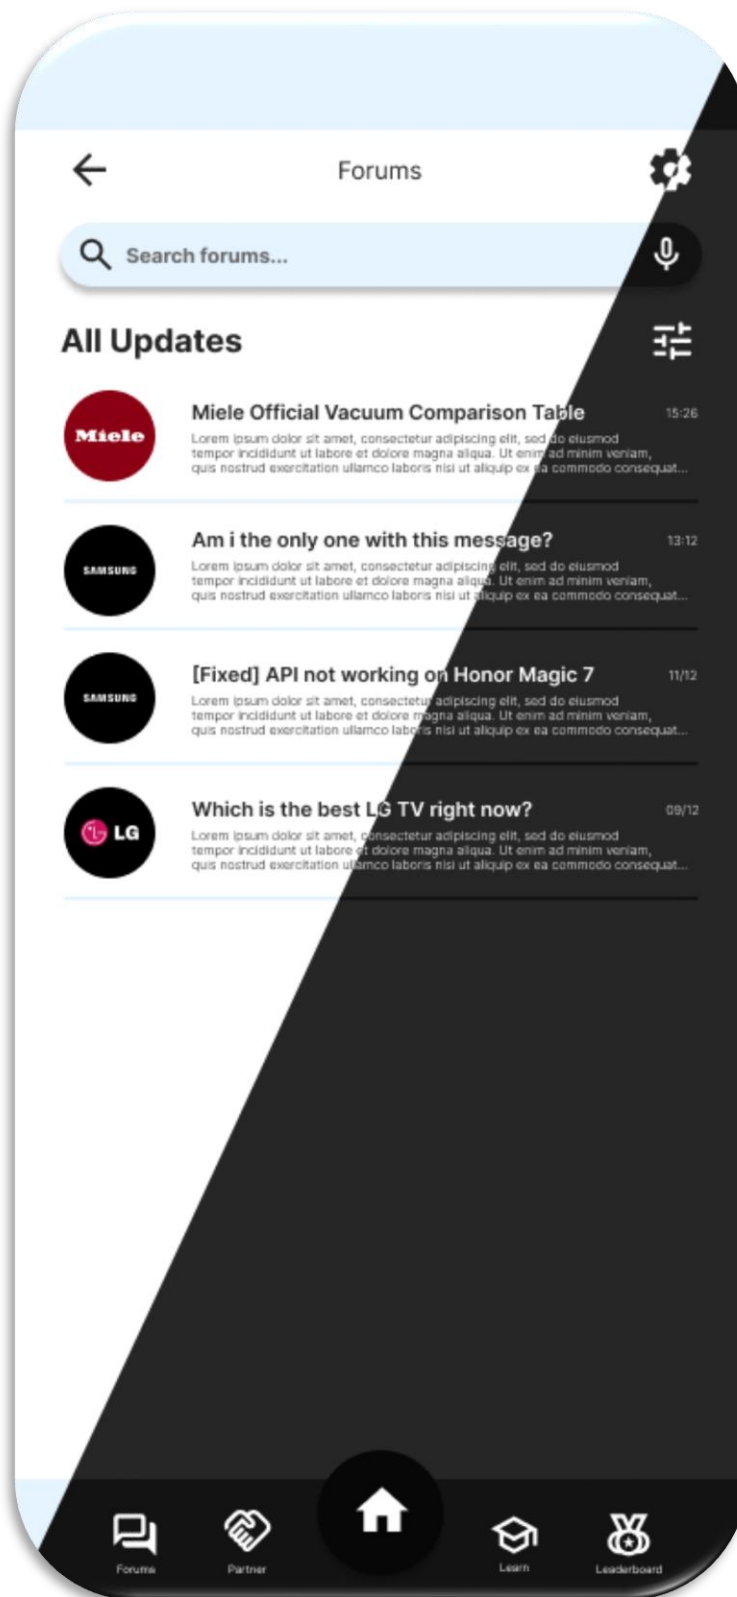 Forums
Search forums...
All Updates
Miele
Miele Official Vacuum Comparison Table
15:26
Lorem ipsum dolor sit amet, consectetur adipiscing elit, sed do eiusmod
tempor incididunt ut labore et dolore magna aliqua. Ut enim ad minim veniam,
quis nostrud exercitation ullamco laboris nisi ut aliquip ex ea commodo consequat...
SAMSUNG
Am i the only one with this message?
13:12
Lorem ipsum dolor sit amet, consectetur adipiscing elit, sed do eiusmod
tempor incididunt ut labore et dolore magna aliqua. Ut enim ad minim veniam,
quis nostrud exercitation ullamco laboris nisi ut aliquip ex ea commodo consequat...
SAMSUNG
[Fixed] API not working on Honor Magic 7
11/12
Lorem ipsum dolor sit amet, consectetur adipiscing elit, sed do eiusmod
tempor incididunt ut labore et dolore magna aliqua. Ut enim ad minim veniam,
quis nostrud exercitation ullamco laboris nisi ut aliquip ex ea commodo consequat...
LG
Which is the best LG TV right now?
09/12
Lorem ipsum dolor sit amet, consectetur adipiscing elit, sed do eiusmod
tempor incididunt ut labore et dolore magna aliqua. Ut enim ad minim veniam,
quis nostrud exercitation ullamco laboris nisi ut aliquip ex ea commodo consequat...
Forums
Partner
Learn
Leaderboard